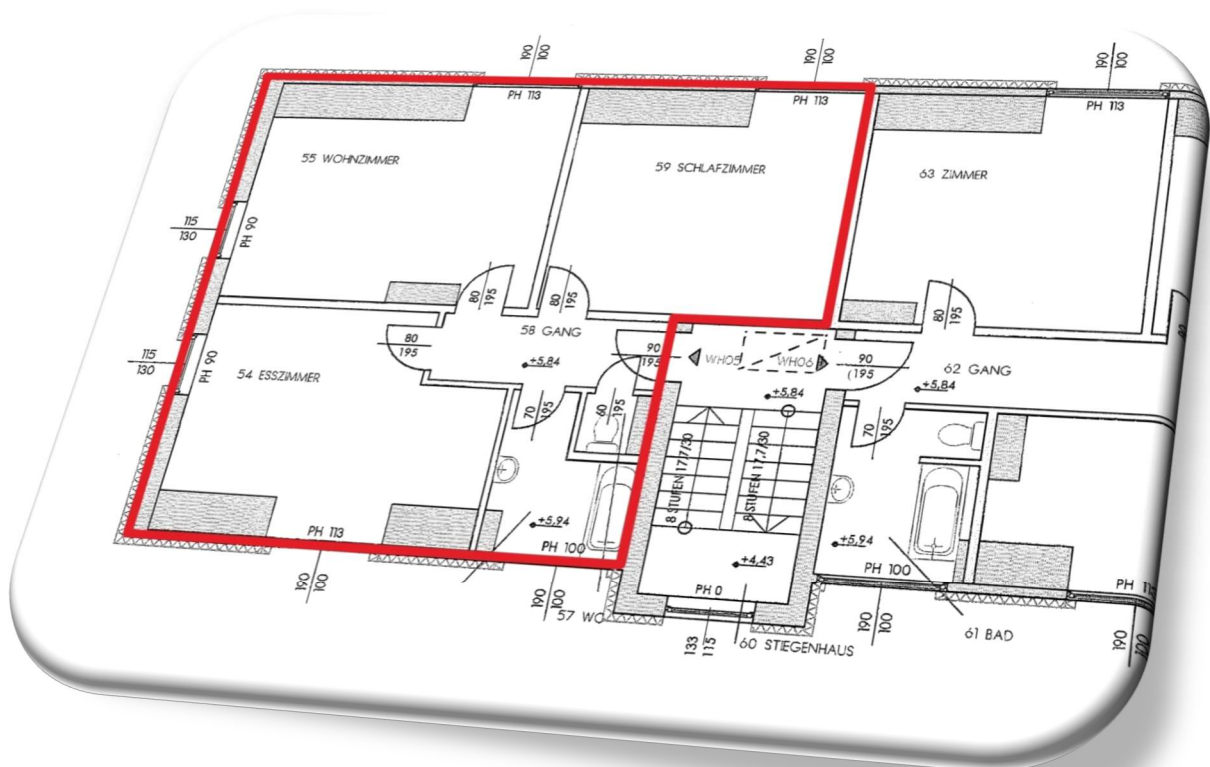 190
100
190
100
190
100
PH 113
PH 113
PH 113
55 WOHNZIMMER
59 SCHLAFZIMMER
63 ZIMMER
115
130
PH 90
80
195
80
195
80
195
58 GANG
+5,84
80
195
90
195
WH05
WH06
90
(195
62 GANG
+5,84
115
130
PH 90
54 ESSZIMMER
+5,84
70
195
60
195
70
195
8 STUFEN 17,7/30
8 STUFEN 17,7/30
+5,94
PH 113
PH 100
+4,43
+5,94
PH 100
PH 0
190
100
190
100
57 WC
133
115
60 STIEGENHAUS
190
100
61 BAD
190
100